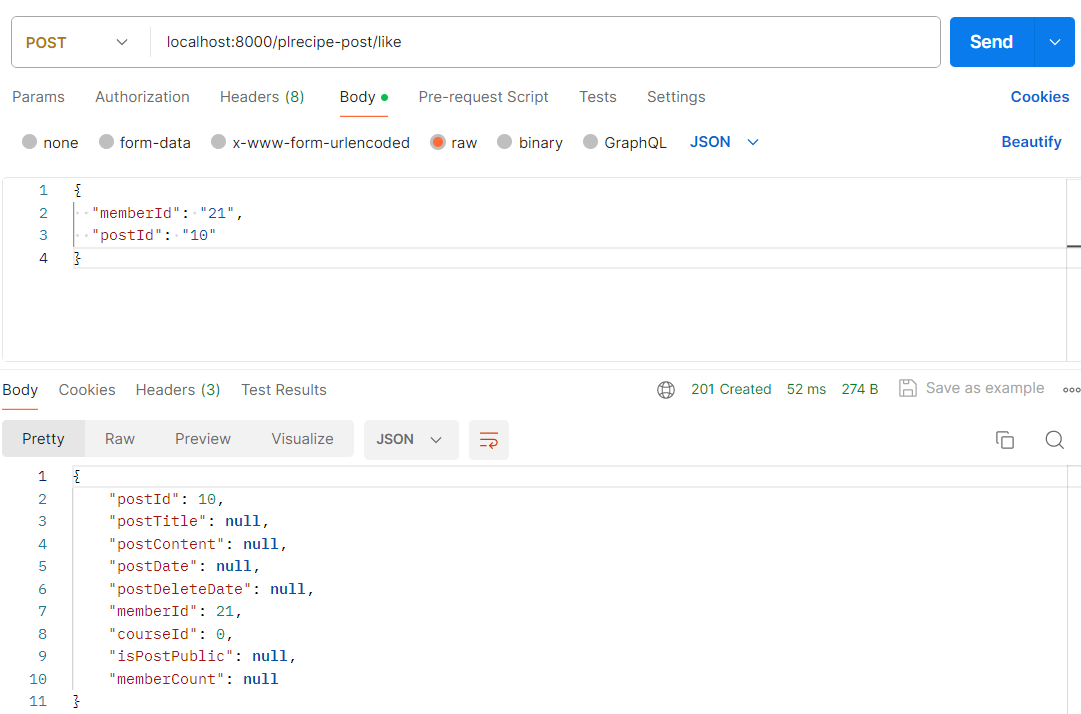 POST localhost:8000/plrecipe-post/like Send
Params Authorization Headers (8) Body Pre-request Script Tests Settings Cookies
none form-data x-www-form-urlencoded raw binary GraphQL JSON Beautify
1 {
2 "memberId": "21",
3 "postId": "10"
4 }
Body Cookies Headers (3) Test Results 201 Created 52 ms 274 B Save as example
Pretty Raw Preview Visualize JSON
1 {
2 "postId": 10,
3 "postTitle": null,
4 "postContent": null,
5 "postDate": null,
6 "postDeleteDate": null,
7 "memberId": 21,
8 "courseId": 0,
9 "isPostPublic": null,
10 "memberCount": null
11 }